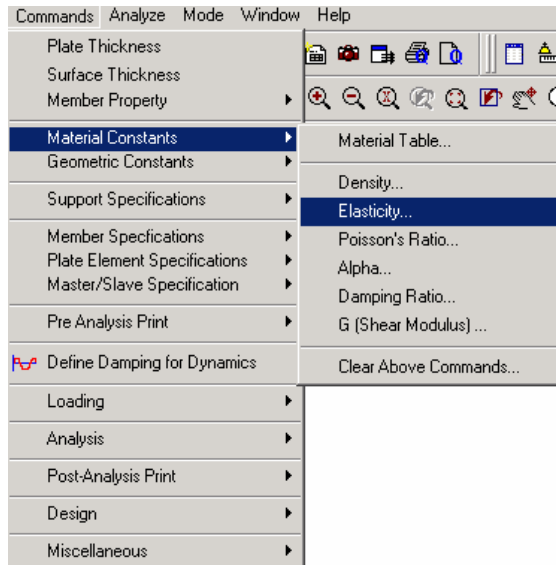 Commands Analyze Mode Window Help
Plate Thickness
Surface Thickness
Member Property
Material Constants
Geometric Constants
Support Specifications
Member Specfications
Plate Element Specifications
Master/Slave Specification
Pre Analysis Print
Define Damping for Dynamics
Loading
Analysis
Post-Analysis Print
Design
Miscellaneous
Material Table...
Density...
Elasticity...
Poisson's Ratio...
Alpha...
Damping Ratio...
G (Shear Modulus) ...
Clear Above Commands...